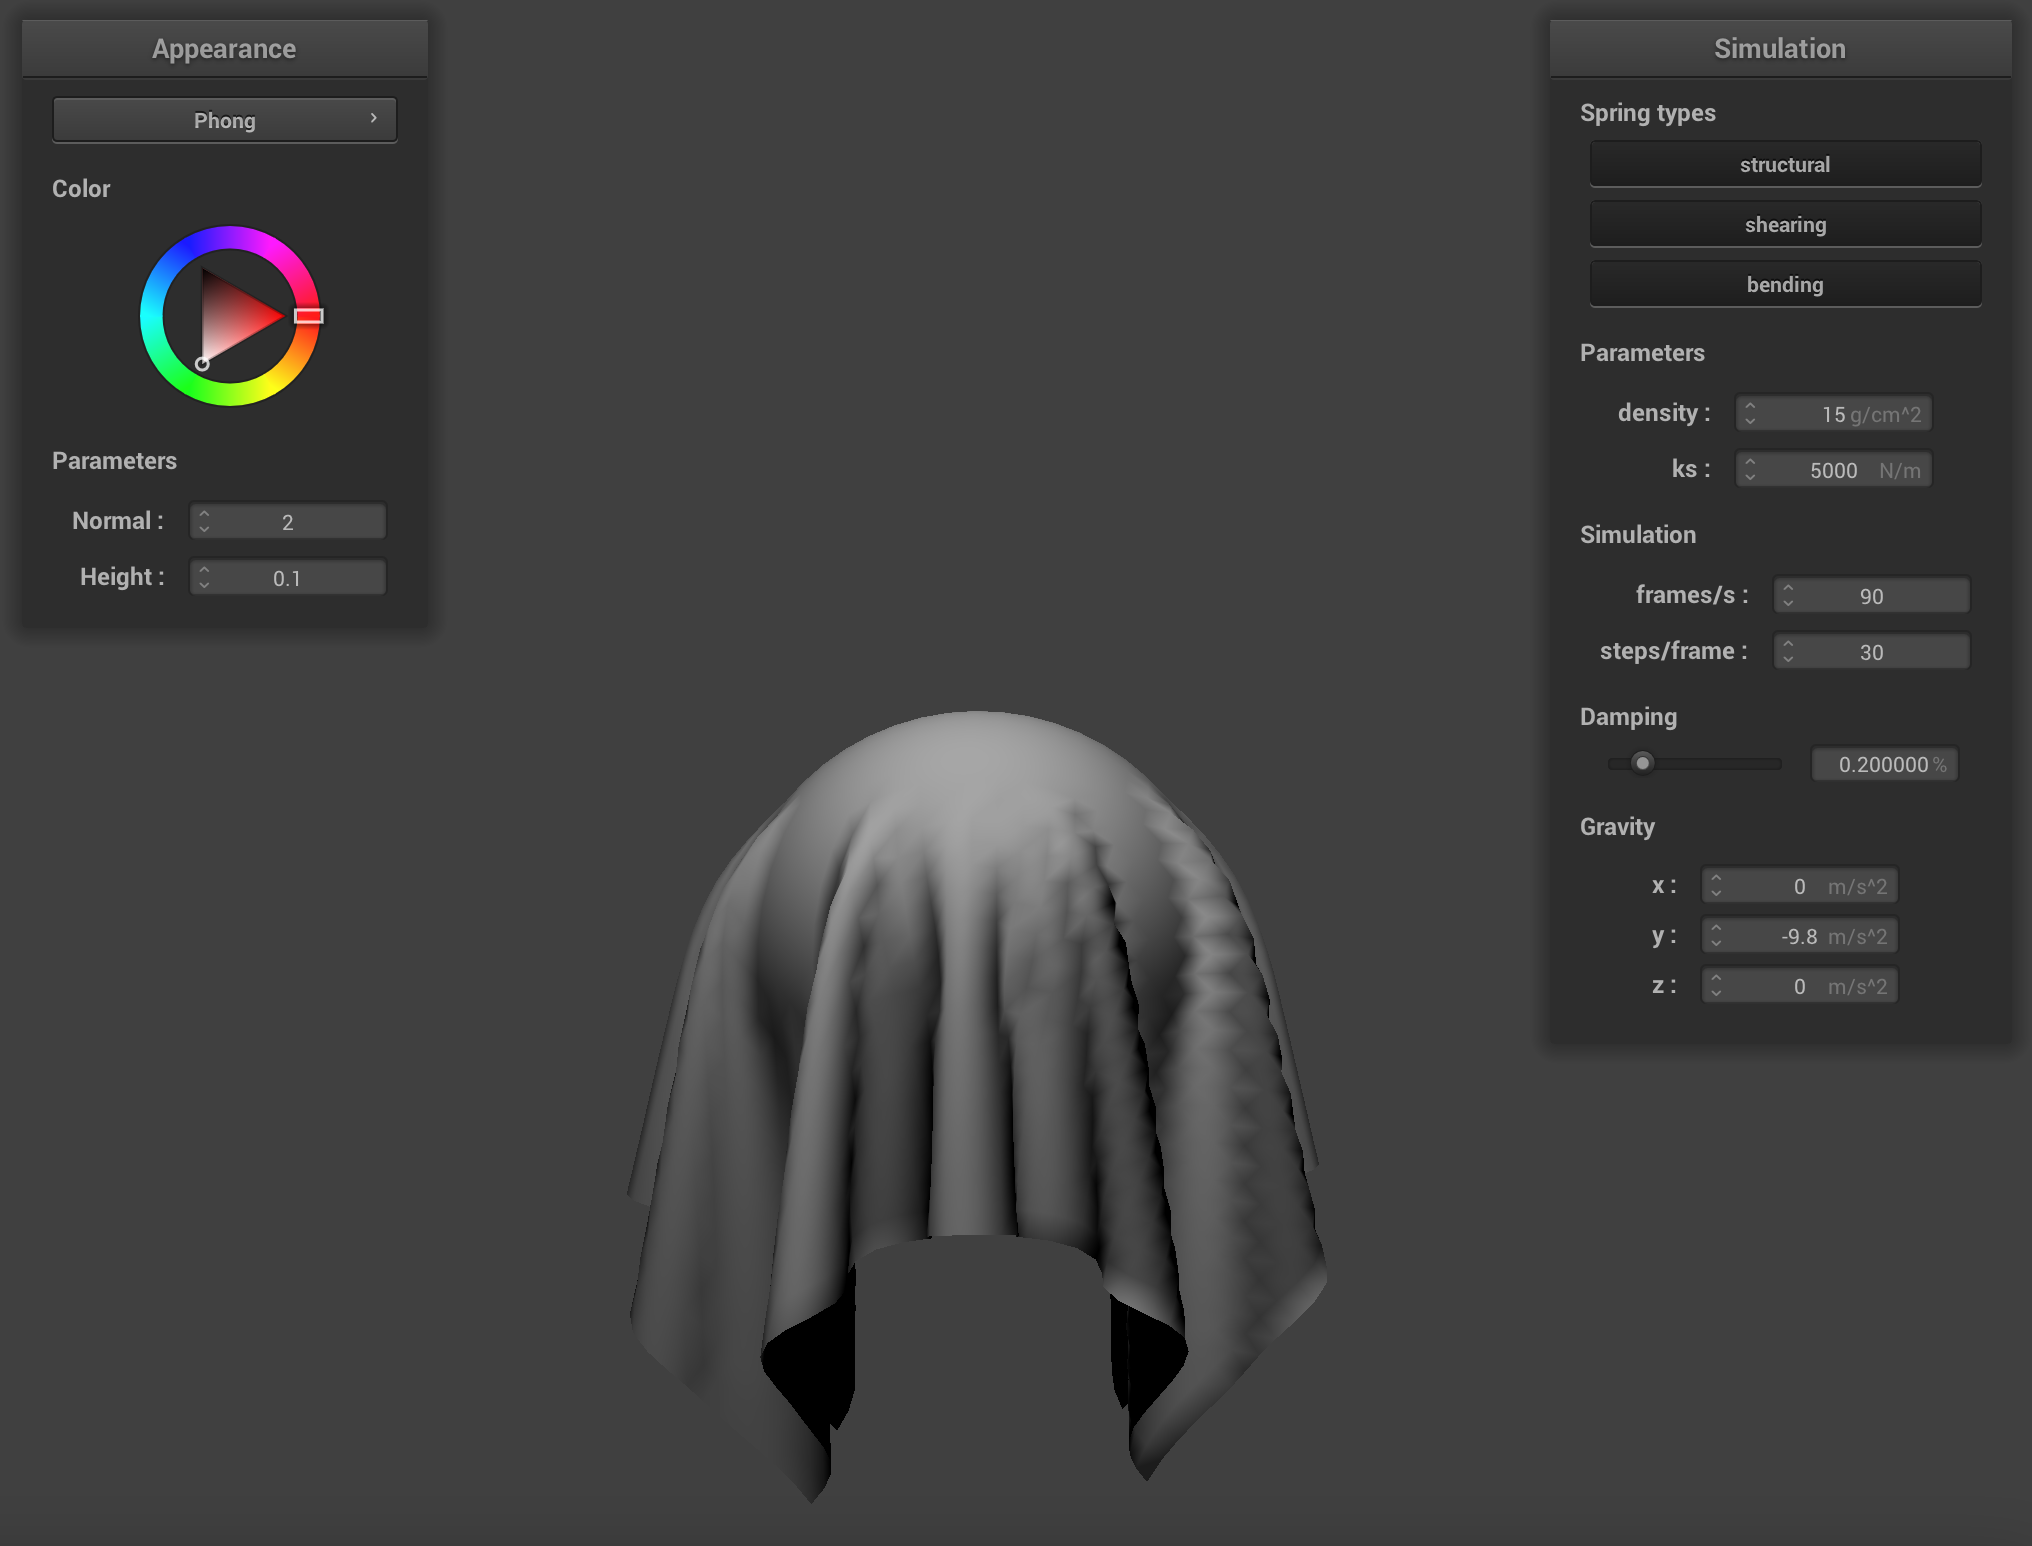 Appearance
Phong
Color
Parameters
Normal : 2
Height : 0.1
Simulation
Spring types
structural
shearing
bending
Parameters
density : 15 g/cm^2
ks : 5000 N/m
Simulation
frames/s : 90
steps/frame : 30
Damping
0.200000 %
Gravity
x : 0 m/s^2
y : -9.8 m/s^2
z : 0 m/s^2